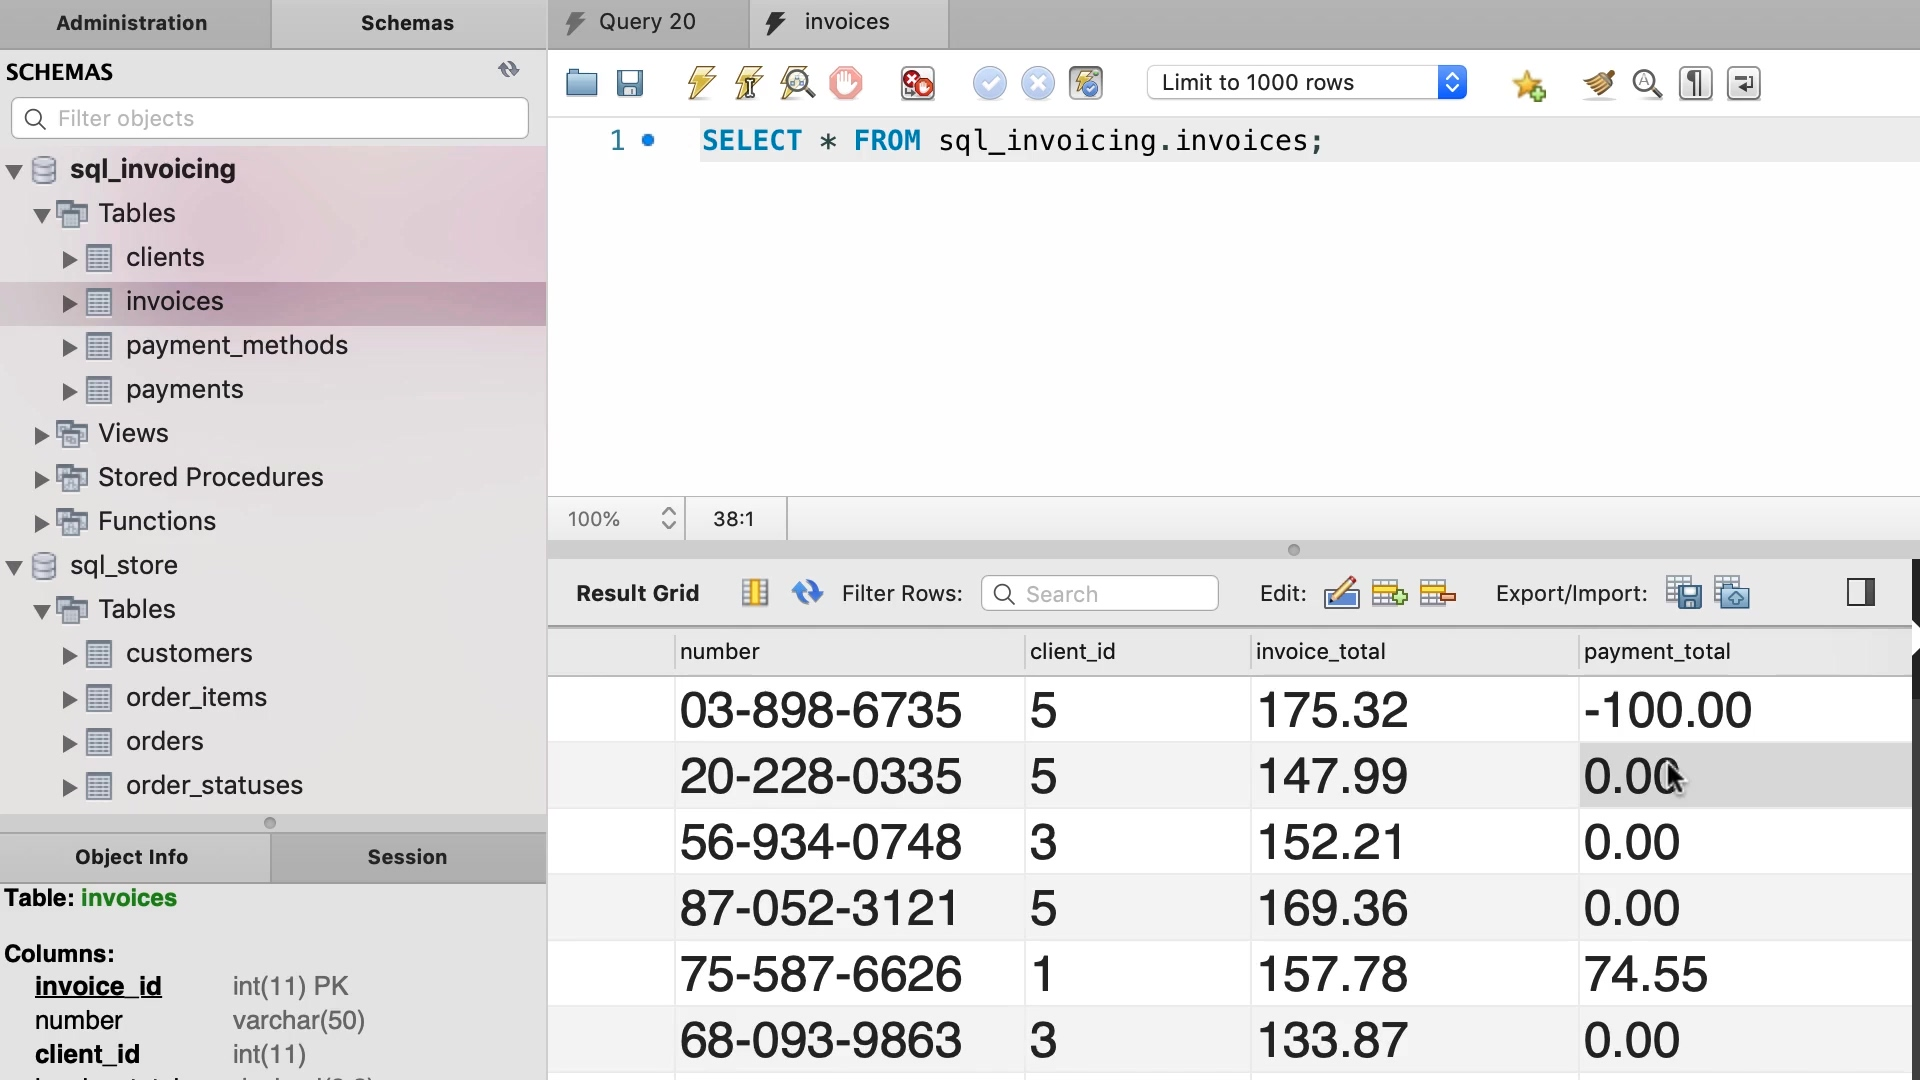 Administration
Schemas
Query 20
invoices
SCHEMAS
Filter objects
Limit to 1000 rows
1
SELECT * FROM sql_invoicing.invoices;
sql_invoicing
Tables
clients
invoices
payment_methods
payments
Views
Stored Procedures
Functions
sql_store
Tables
customers
order_items
orders
order_statuses
100%
38:1
Result Grid
Filter Rows:
Search
Edit:
Export/Import:
number client_id invoice_total payment_total
03-898-6735 5 175.32 -100.00
20-228-0335 5 147.99 0.00
56-934-0748 3 152.21 0.00
87-052-3121 5 169.36 0.00
75-587-6626 1 157.78 74.55
68-093-9863 3 133.87 0.00
Object Info
Session
Table: invoices
Columns:
invoice_id int(11) PK
number varchar(50)
client_id int(11)